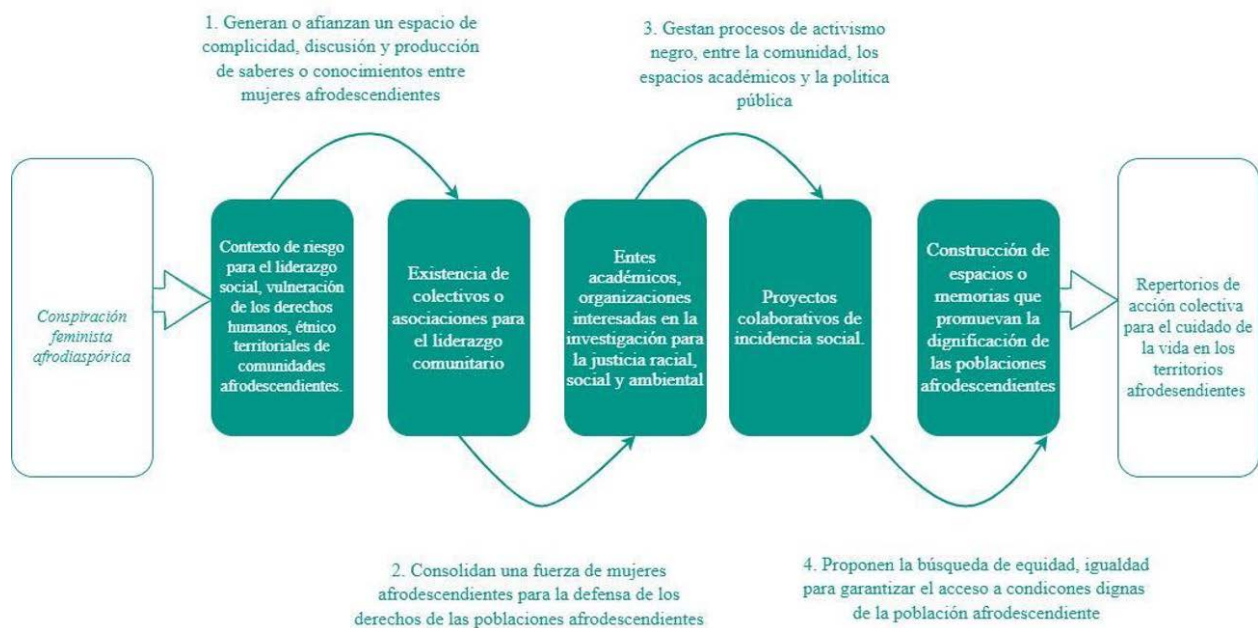 1. Generan o afianzan un espacio de
complicidad, discusión y producción
de saberes o conocimientos entre
mujeres afrodescendientes
3. Gestan procesos de activismo
negro, entre la comunidad, los
espacios académicos y la politica
pública
Conspiración
feminista
afrodiaspórica
Contexto de riesgo
para el liderazgo
social, vulneración
de los derechos
humanos, étnico
territoriales de
comunidades
afrodescendientes.
Existencia de
colectivos o
asociaciones para
el liderazgo
comunitario
Entes
académicos,
organizaciones
interesadas en la
investigación para
la justicia racial,
social y ambiental
Proyectos
colaborativos de
incidencia social.
Construcción de
espacios o
memorias que
promuevan la
dignificación de
las poblaciones
afrodescendientes
Repertorios de
acción colectiva
para el cuidado de
la vida en los
territorios
afrodesendientes
2. Consolidan una fuerza de mujeres
afrodescendientes para la defensa de los
derechos de las poblaciones afrodescendientes
4. Proponen la búsqueda de equidad, igualdad
para garantizar el acceso a condicones dignas
de la población afrodescendiente